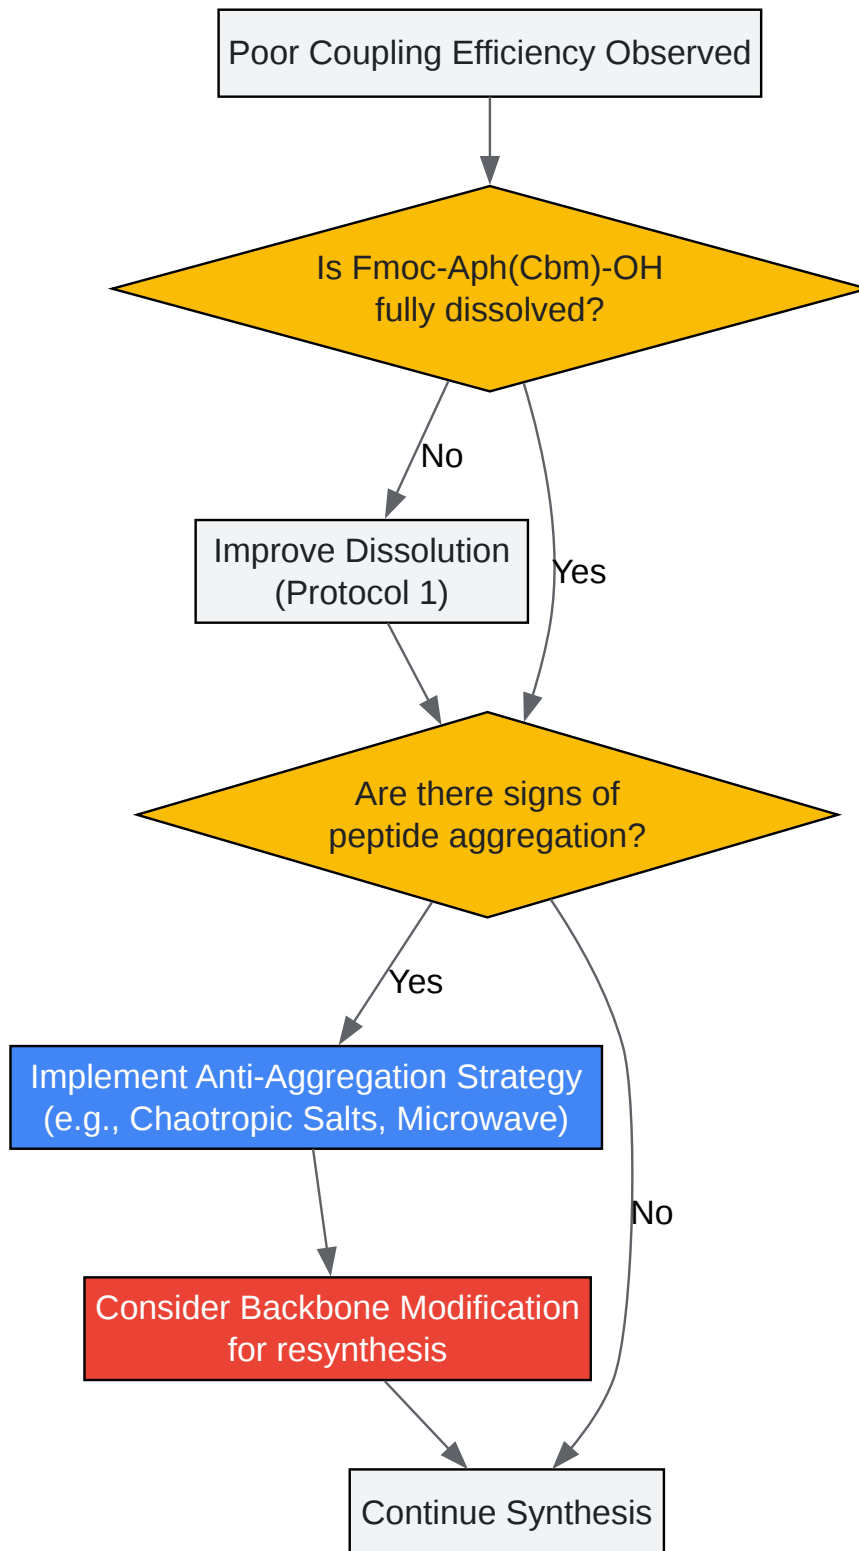 Poor Coupling Efficiency Observed
Is Fmoc-Aph(Cbm)-OH
fully dissolved?
No
Improve Dissolution
(Protocol 1)
Yes
Are there signs of
peptide aggregation?
Yes
Implement Anti-Aggregation Strategy
(e.g., Chaotropic Salts, Microwave)
No
Consider Backbone Modification
for resynthesis
Continue Synthesis